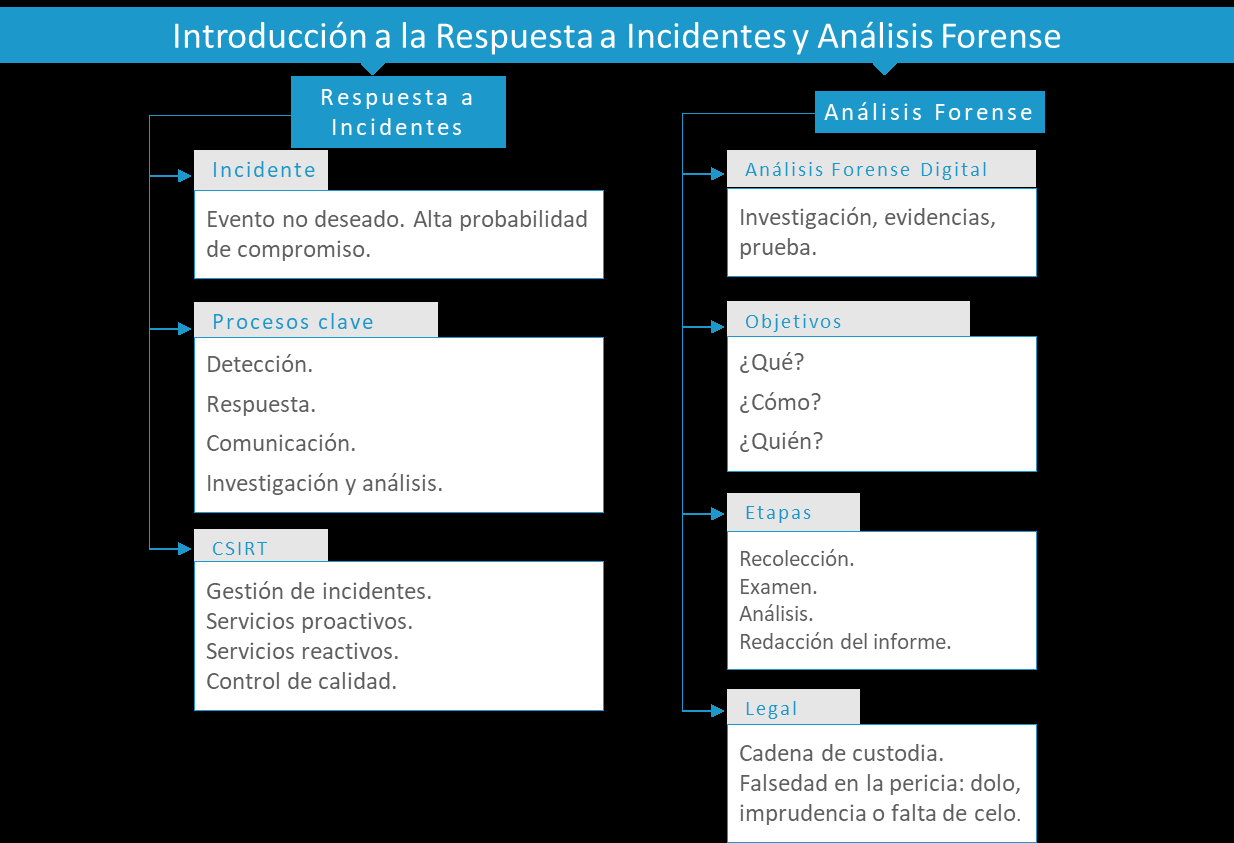 Introducción a la Respuesta a Incidentes y Análisis Forense
Respuesta a
Incidentes
Incidente
Evento no deseado. Alta probabilidad
de compromiso.
Procesos clave
Detección.
Respuesta.
Comunicación.
Investigación y análisis.
CSIRT
Gestión de incidentes.
Servicios proactivos.
Servicios reactivos.
Control de calidad.
Análisis Forense
Análisis Forense Digital
Investigación, evidencias,
prueba.
Objetivos
¿Qué?
¿Cómo?
¿Quién?
Etapas
Recolección.
Examen.
Análisis.
Redacción del informe.
Legal
Cadena de custodia.
Falsedad en la pericia: dolo,
imprudencia o falta de celo.